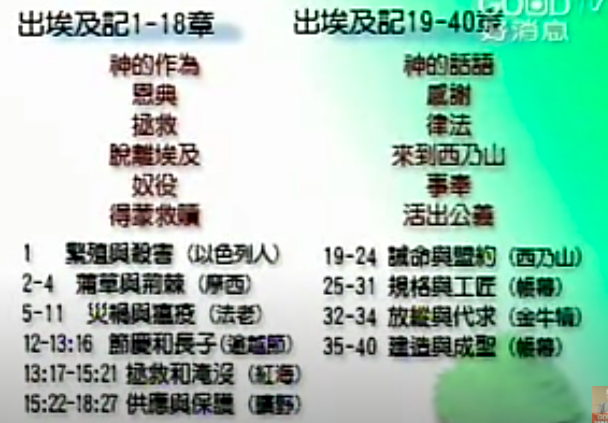 GOOD TV
好消息
出埃及記1-18章
神的作為
恩典
拯救
脫離埃及
奴役
得蒙救贖
1 繁殖與殺害（以色列人）
2-4 蒲草與荊棘（摩西）
5-11 災禍與瘟疫（法老）
12-13:16 節慶和長子(逾越節)
13:17-15:21 拯救和淹沒（紅海）
15:22-18:27 供應與保護（曠野）
出埃及記19-40章
神的話語
感謝
律法
來到西乃山
事奉
活出公義
19-24 誡命與盟約（西乃山）
25-31 規格與工匠（帳幕）
32-34 放縱與代求（金牛犢）
35-40 建造與成聖（帳幕）